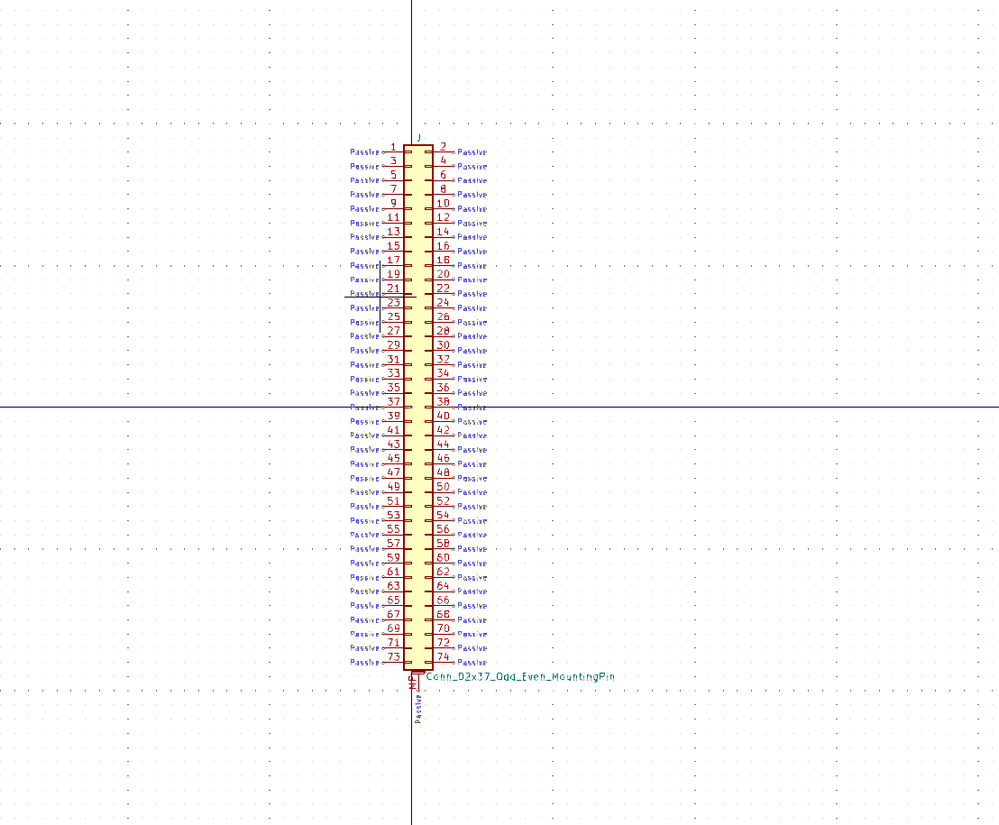 J
Passive 1 2 Passive
Passive 3 4 Passive
Passive 5 6 Passive
Passive 7 8 Passive
Passive 9 10 Passive
Passive 11 12 Passive
Passive 13 14 Passive
Passive 15 16 Passive
Passive 17 18 Passive
Passive 19 20 Passive
Passive 21 22 Passive
Passive 23 24 Passive
Passive 25 26 Passive
Passive 27 28 Passive
Passive 29 30 Passive
Passive 31 32 Passive
Passive 33 34 Passive
Passive 35 36 Passive
Passive 37 38 Passive
Passive 39 40 Passive
Passive 41 42 Passive
Passive 43 44 Passive
Passive 45 46 Passive
Passive 47 48 Passive
Passive 49 50 Passive
Passive 51 52 Passive
Passive 53 54 Passive
Passive 55 56 Passive
Passive 57 58 Passive
Passive 59 60 Passive
Passive 61 62 Passive
Passive 63 64 Passive
Passive 65 66 Passive
Passive 67 68 Passive
Passive 69 70 Passive
Passive 71 72 Passive
Passive 73 74 Passive
MP Conn_02x37_Odd_Even_MountingPin
Passive